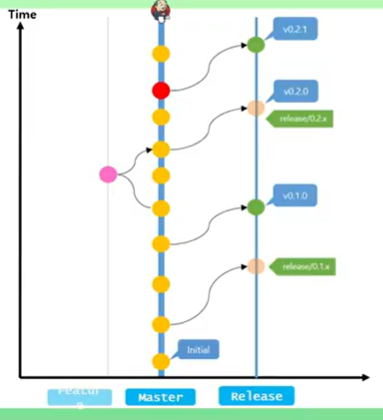 Time
v0.2.1
v0.2.0
release/0.2.x
v0.1.0
release/0.1.x
Initial
Master
Release